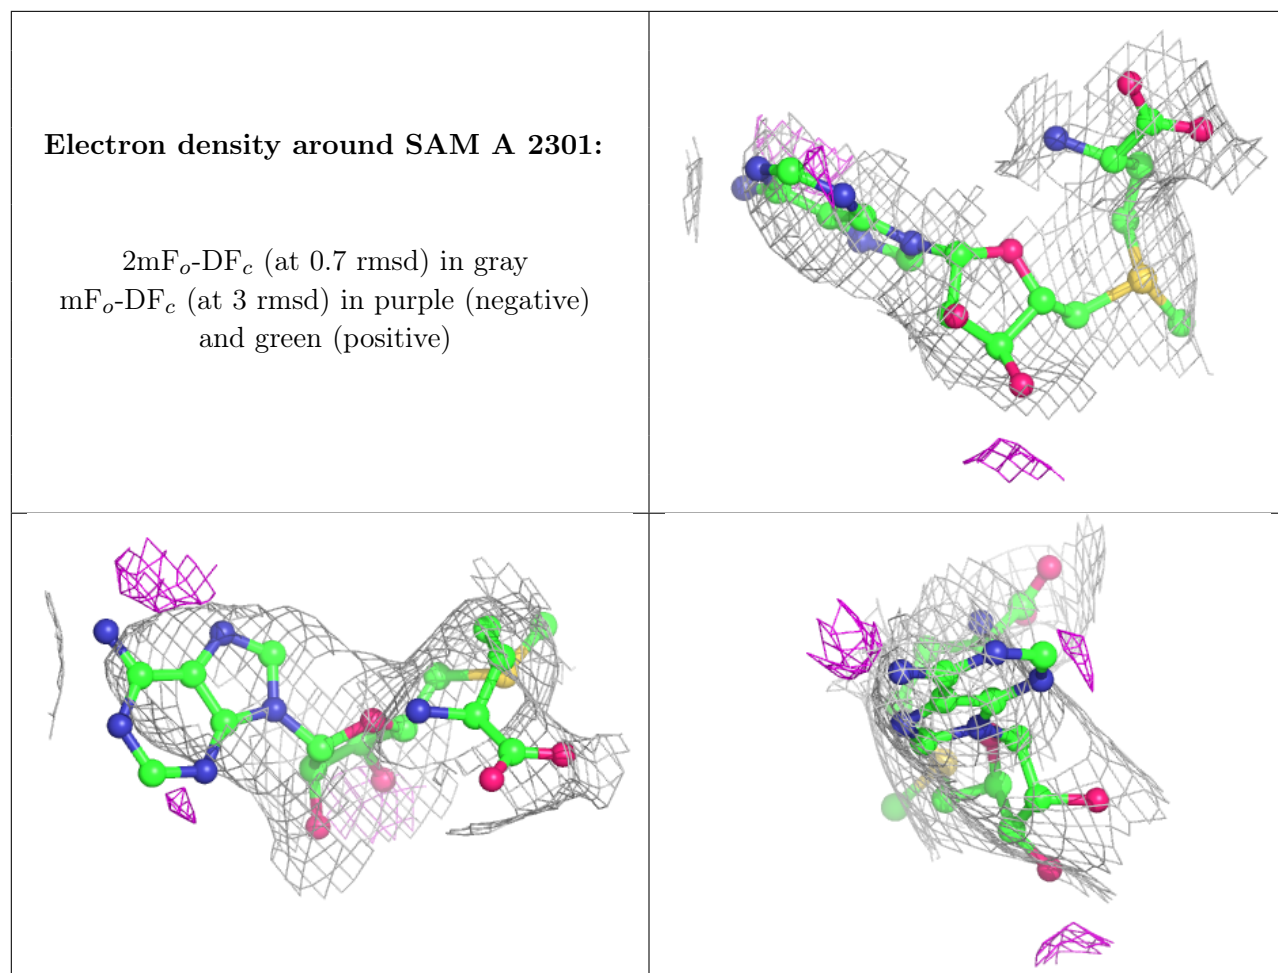 Electron density around SAM A 2301:
2mFo-DFc (at 0.7 rmsd) in gray
mFo-DFc (at 3 rmsd) in purple (negative)
and green (positive)